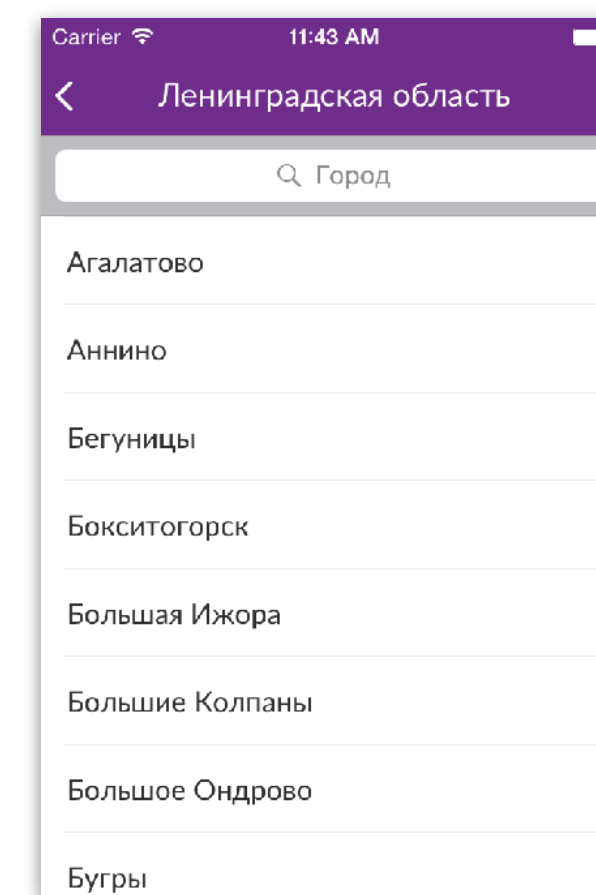 Carrier 11:43 AM
Ленинградская область
Город
Агалатово
Аннино
Бегуницы
Бокситогорск
Большая Ижора
Большие Колпаны
Большое Ондрово
Бугры